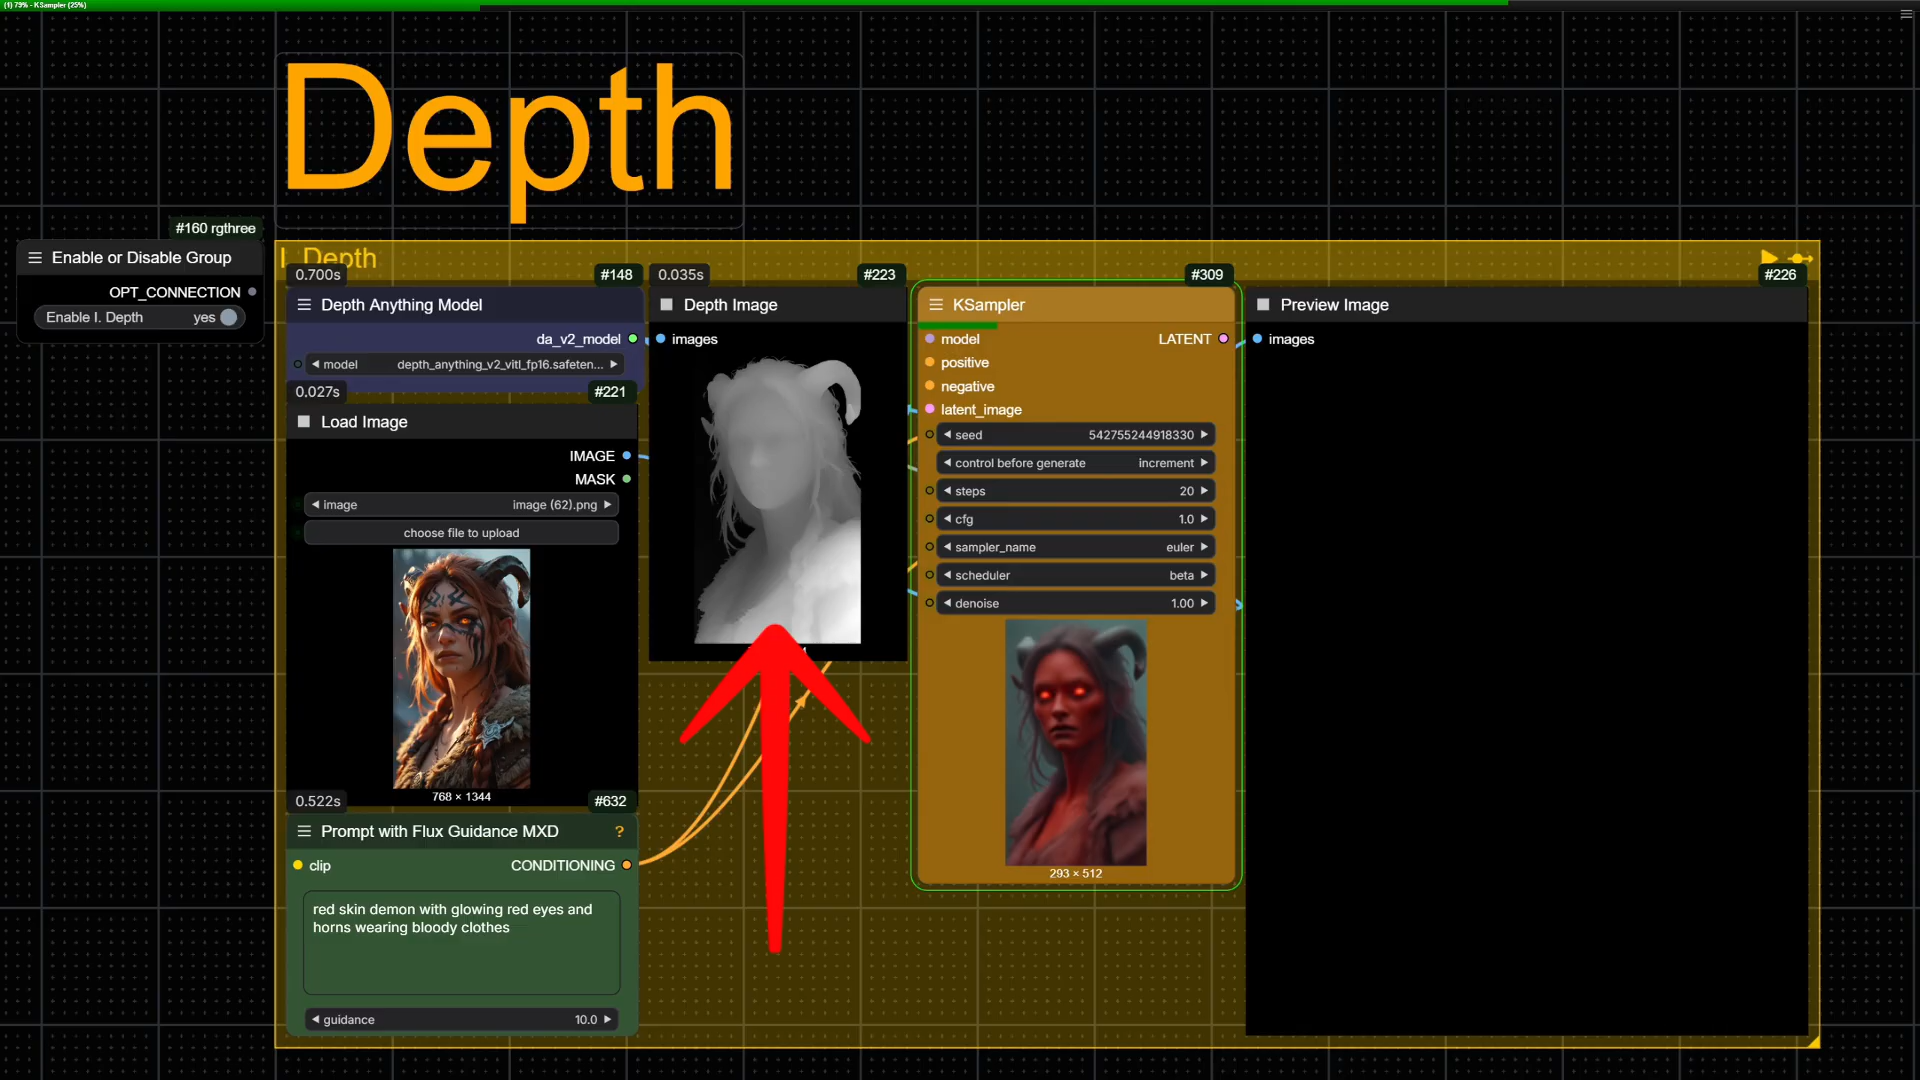 (1) 79% - KSampler (25%)
Depth
#160 rgthree
Enable or Disable Group
OPT_CONNECTION
Enable I. Depth yes
I. Depth
0.700s #148
Depth Anything Model
da_v2_model
model depth_anything_v2_vitl_fp16.safeten...
0.027s #221
Load Image
IMAGE
MASK
image image (62).png
choose file to upload
768 × 1344
0.522s #632
Prompt with Flux Guidance MXD ?
clip CONDITIONING
red skin demon with glowing red eyes and
horns wearing bloody clothes
guidance 10.0
0.035s #223
Depth Image
images
#309
KSampler
model LATENT
positive
negative
latent_image
seed 542755244918330
control before generate increment
steps 20
cfg 1.0
sampler_name euler
scheduler beta
denoise 1.00
293 × 512
#226
Preview Image
images